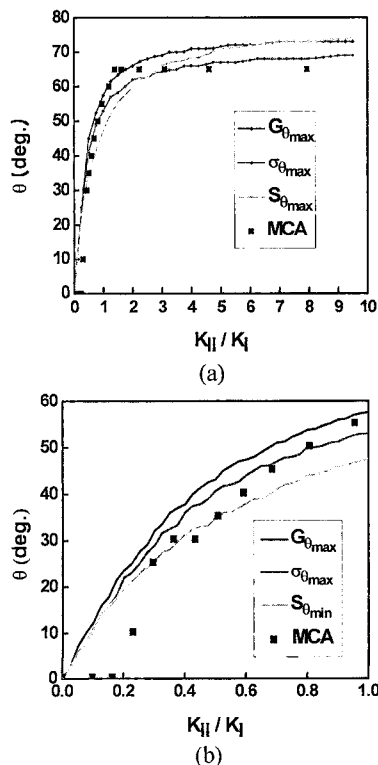 80
70
60
50
40
30
20
10
0
θ (deg.)
Gθmax
σθmax
Sθmax
MCA
0 1 2 3 4 5 6 7 8 9 10
KII / KI
(a)
60
50
40
30
20
10
0
θ (deg.)
Gθmax
σθmax
Sθmin
MCA
0.0 0.2 0.4 0.6 0.8 1.0
KII / KI
(b)